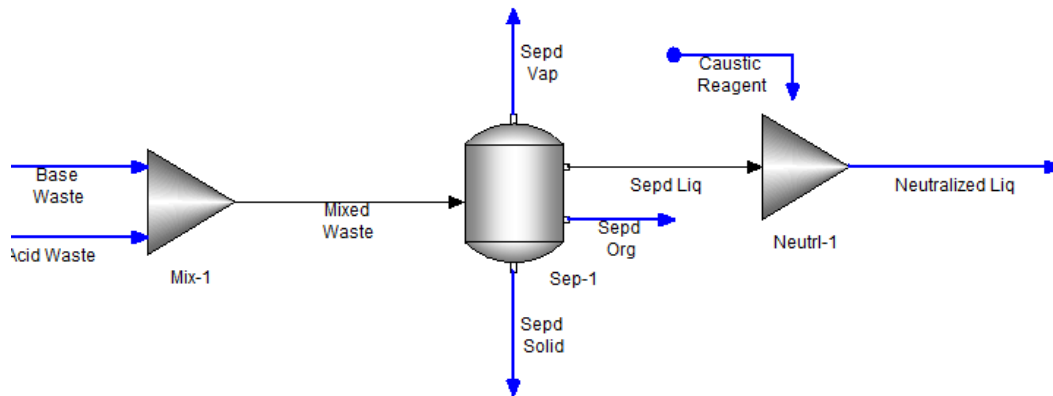 Base
Waste
Acid Waste
Mix-1
Mixed
Waste
Sepd
Vap
Sepd Liq
Sepd
Org
Sep-1
Sepd
Solid
Caustic
Reagent
Neutrl-1
Neutralized Liq